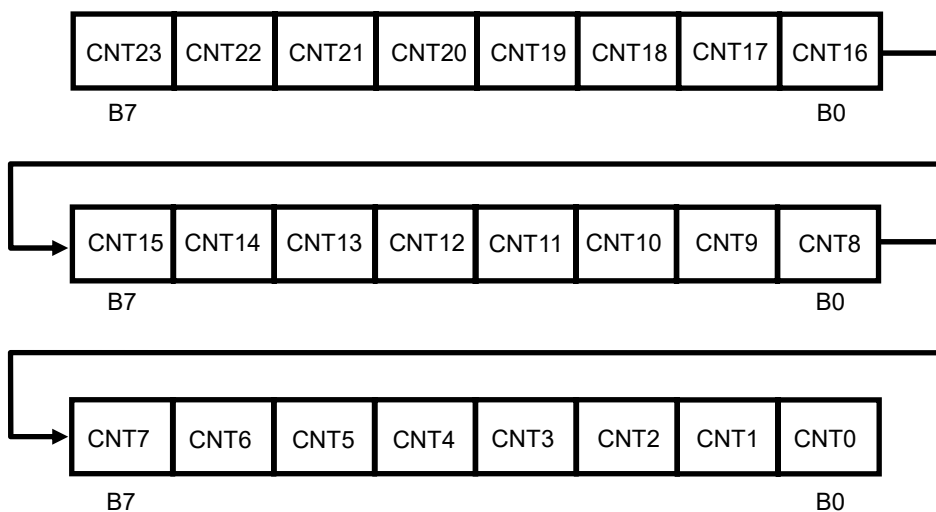 CNT23 CNT22 CNT21 CNT20 CNT19 CNT18 CNT17 CNT16
B7 B0
CNT15 CNT14 CNT13 CNT12 CNT11 CNT10 CNT9 CNT8
B7 B0
CNT7 CNT6 CNT5 CNT4 CNT3 CNT2 CNT1 CNT0
B7 B0